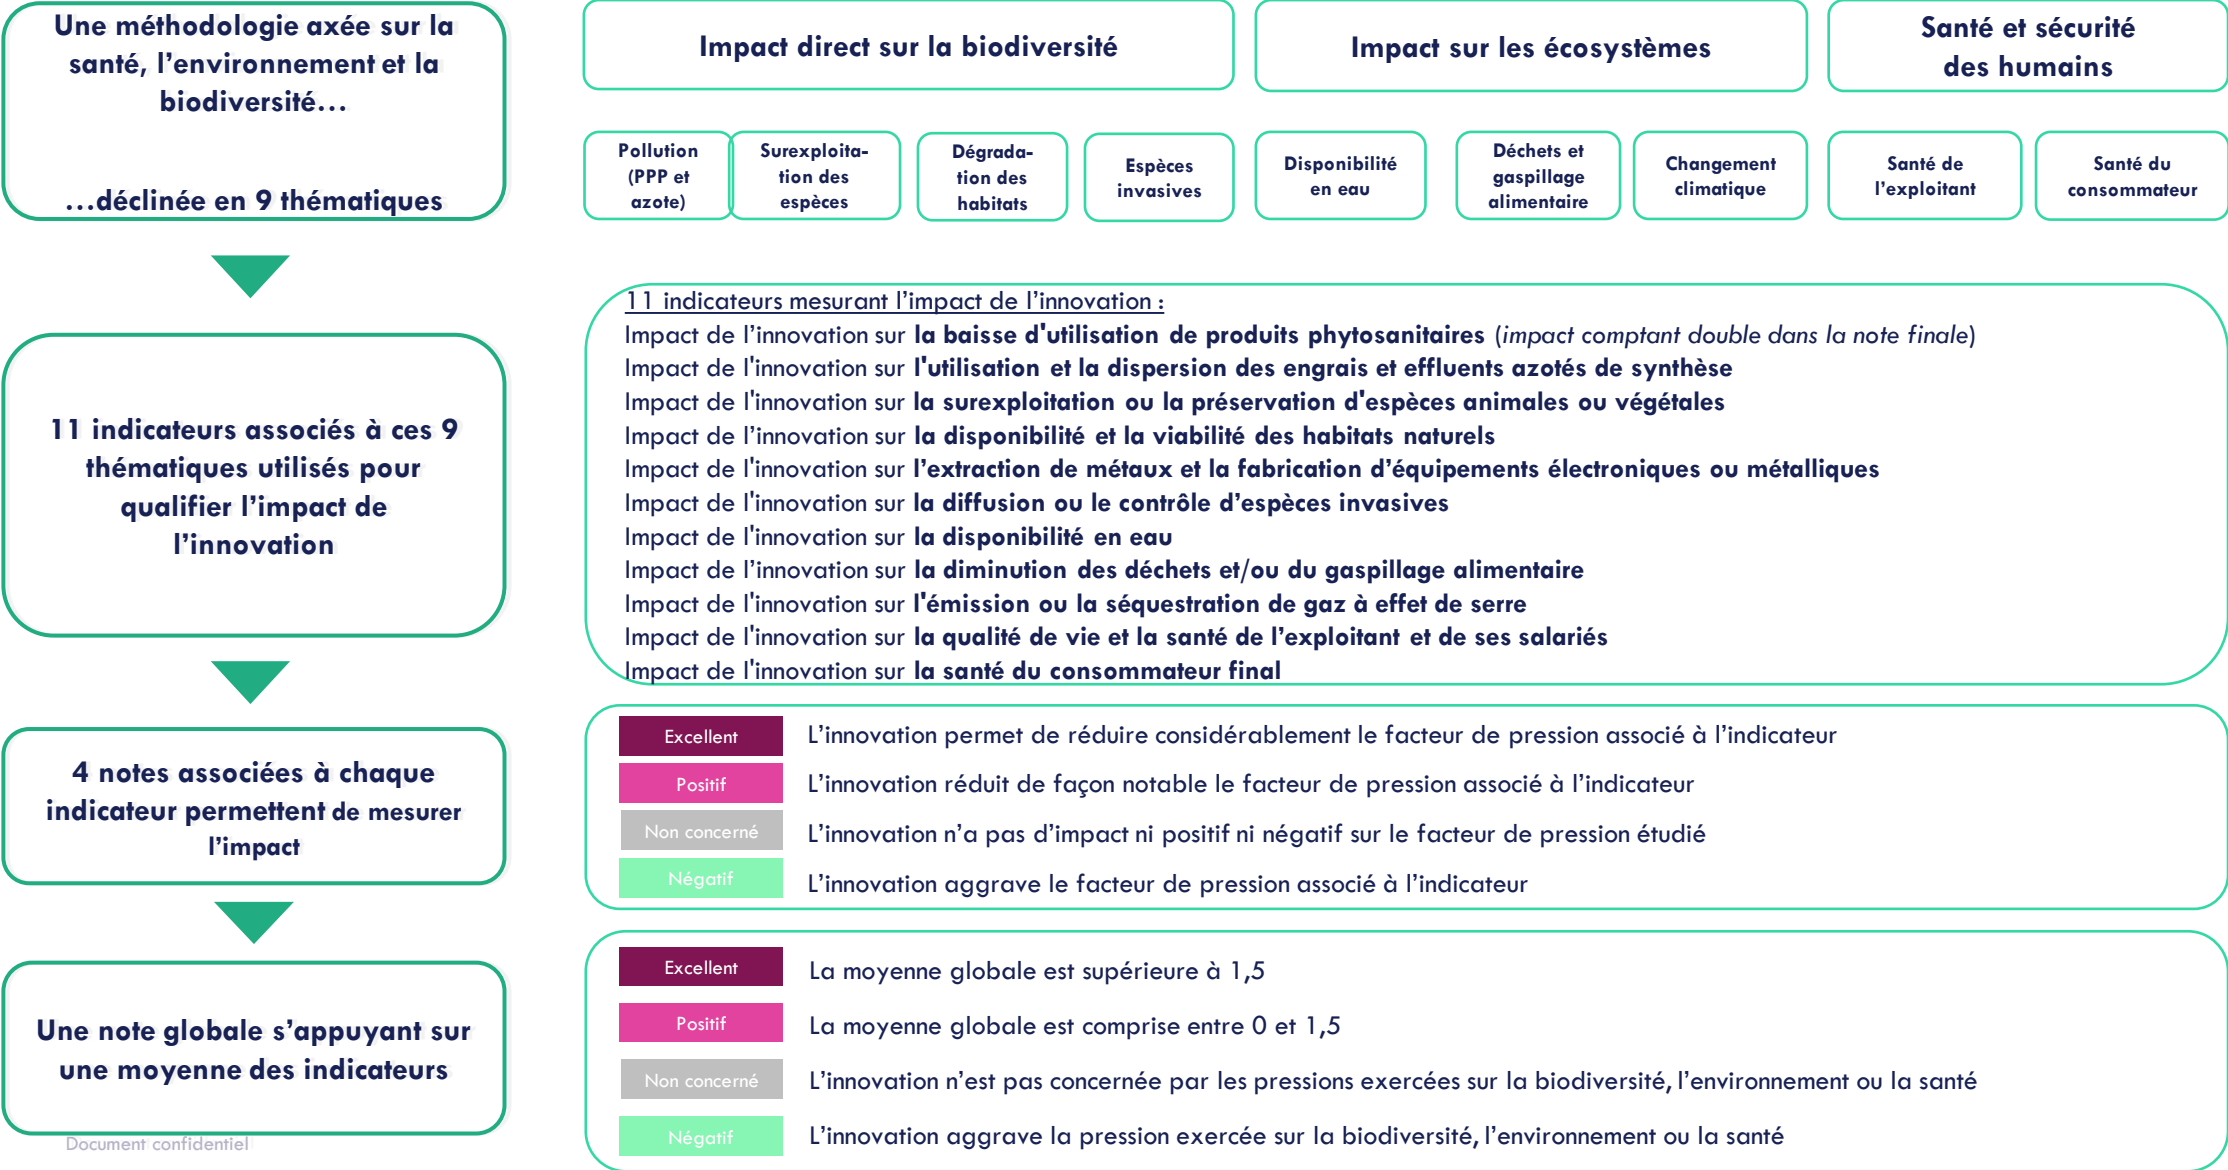 Une méthodologie axée sur la
santé, l’environnement et la
biodiversité…
…déclinée en 9 thématiques
Impact direct sur la biodiversité
Impact sur les écosystèmes
Santé et sécurité
des humains
Pollution
(PPP et
azote)
Surexploita-
tion des
espèces
Dégrada-
tion des
habitats
Espèces
invasives
Disponibilité
en eau
Déchets et
gaspillage
alimentaire
Changement
climatique
Santé de
l’exploitant
Santé du
consommateur
11 indicateurs associés à ces 9
thématiques utilisés pour
qualifier l’impact de
l’innovation
11 indicateurs mesurant l’impact de l’innovation :
Impact de l’innovation sur la baisse d'utilisation de produits phytosanitaires (impact comptant double dans la note finale)
Impact de l'innovation sur l'utilisation et la dispersion des engrais et effluents azotés de synthèse
Impact de l'innovation sur la surexploitation ou la préservation d'espèces animales ou végétales
Impact de l’innovation sur la disponibilité et la viabilité des habitats naturels
Impact de l'innovation sur l’extraction de métaux et la fabrication d’équipements électroniques ou métalliques
Impact de l'innovation sur la diffusion ou le contrôle d’espèces invasives
Impact de l'innovation sur la disponibilité en eau
Impact de l’innovation sur la diminution des déchets et/ou du gaspillage alimentaire
Impact de l'innovation sur l'émission ou la séquestration de gaz à effet de serre
Impact de l'innovation sur la qualité de vie et la santé de l’exploitant et de ses salariés
Impact de l'innovation sur la santé du consommateur final
4 notes associées à chaque
indicateur permettent de mesurer
l’impact
Excellent
L’innovation permet de réduire considérablement le facteur de pression associé à l’indicateur
Positif
L’innovation réduit de façon notable le facteur de pression associé à l’indicateur
Non concerné
L’innovation n’a pas d’impact ni positif ni négatif sur le facteur de pression étudié
Négatif
L’innovation aggrave le facteur de pression associé à l’indicateur
Une note globale s’appuyant sur
une moyenne des indicateurs
Excellent
La moyenne globale est supérieure à 1,5
Positif
La moyenne globale est comprise entre 0 et 1,5
Non concerné
L’innovation n’est pas concernée par les pressions exercées sur la biodiversité, l’environnement ou la santé
Négatif
L’innovation aggrave la pression exercée sur la biodiversité, l’environnement ou la santé
Document confidentiel